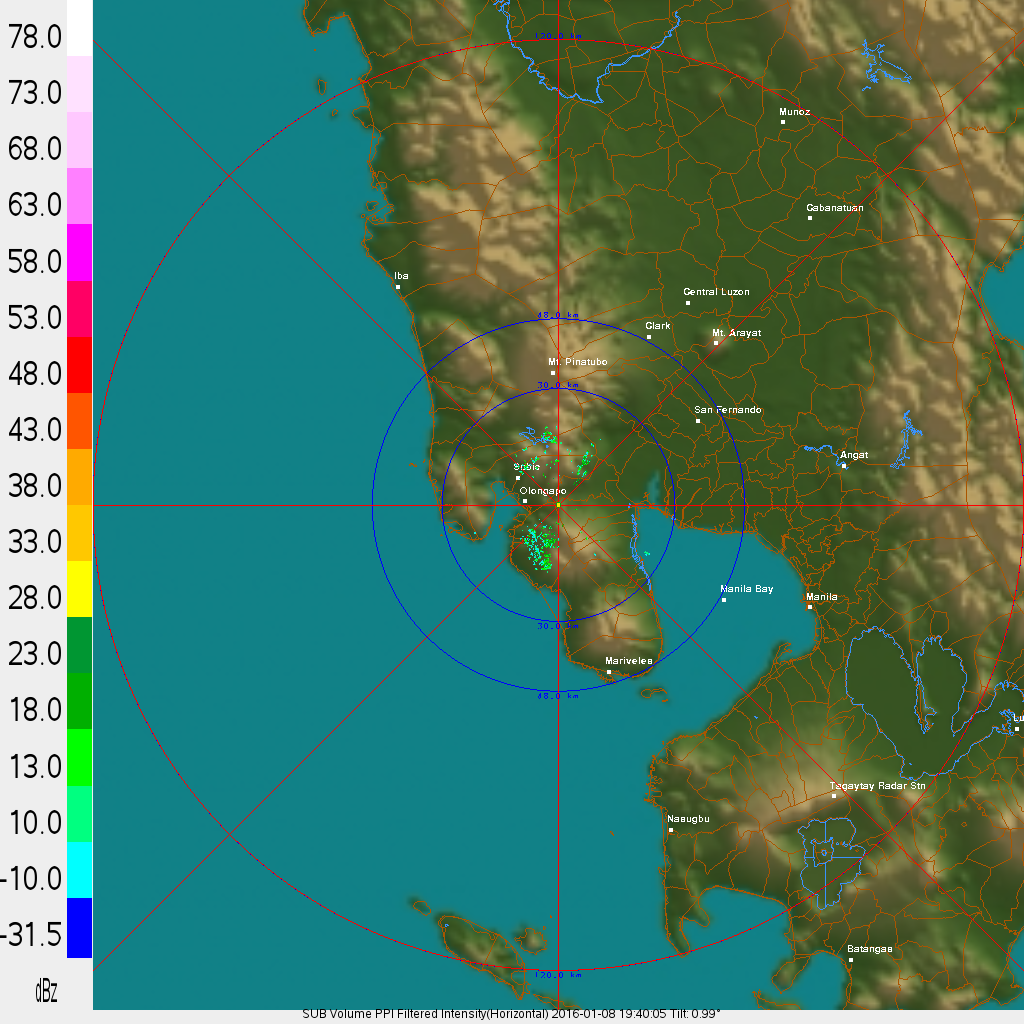 78.0
73.0
68.0
63.0
58.0
53.0
48.0
43.0
38.0
33.0
28.0
23.0
18.0
13.0
10.0
-10.0
-31.5
dBz
120.0 km
Munoz
Cabanatuan
Iba
Central Luzon
48.0 km
Clark
Mt. Arayat
Mt. Pinatubo
30.0 km
San Fernando
Angat
Subic
Olongapo
Manila Bay
Manila
30.0 km
Mariveles
48.0 km
Lu
Tagaytay Radar Stn
Nasugbu
Batangas
120.0 km
SUB Volume PPI Filtered Intensity(Horizontal) 2016-01-08 19:40:05 Tilt: 0.99°